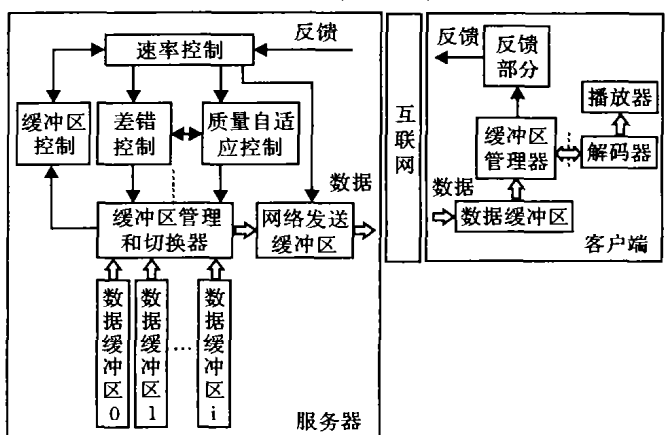 反馈
速率控制
缓冲区
控制
差错
控制
质量自适
应控制
数据
缓冲区管理
和切换器
网络发送
缓冲区
数据缓冲区0
数据缓冲区1
…
数据缓冲区i
服务器
互联网
反馈
反馈
部分
播放器
缓冲区
管理器
解码器
数据
数据缓冲区
客户端